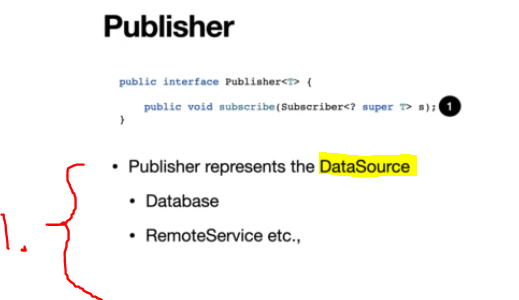 Publisher
public interface Publisher<T> {
public void subscribe(Subscriber<? super T> s); 1
}
• Publisher represents the DataSource
• Database
1.
• RemoteService etc.,